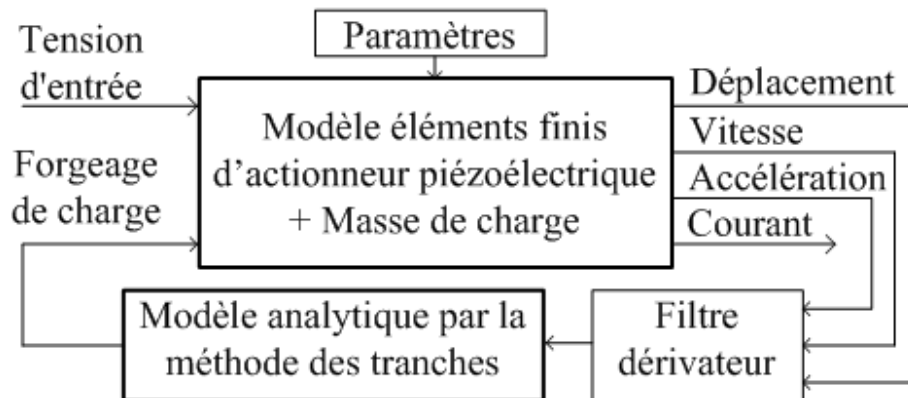 Paramètres
Tension
d'entrée
Modèle éléments finis
d'actionneur piézoélectrique
+ Masse de charge
Déplacement
Vitesse
Accélération
Courant
Forgeage
de charge
Modèle analytique par la
méthode des tranches
Filtre
dérivateur